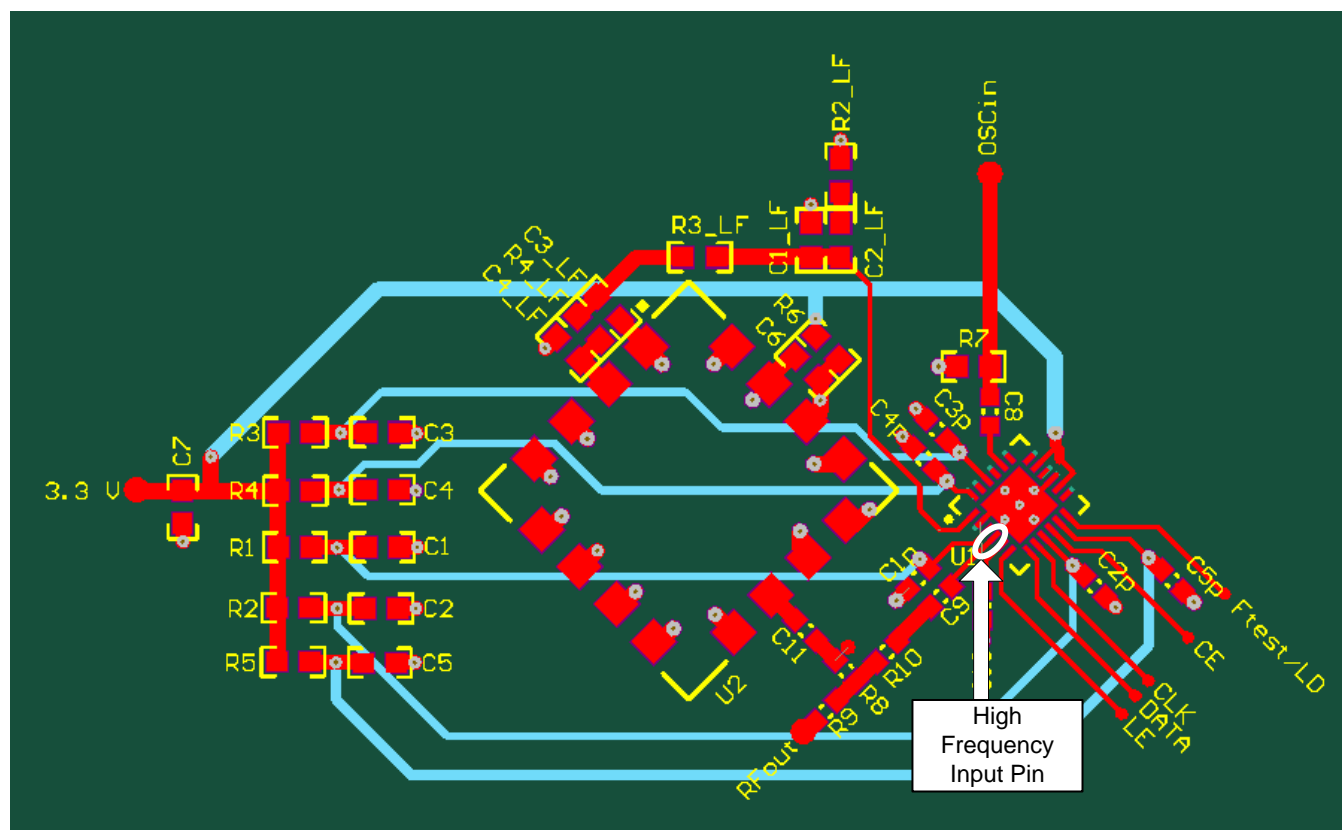 R2_LF
OSCin
R3_LF
C1_LF
C2_LF
C3_LF
R4_LF
C4_LF
R6
C6
R7
C8
C3p
C4p
C7
R3
C3
3.3 V
R4
C4
R1
C1
U1
C1p
C2p
C5p
R2
C2
C9
Ftest/LD
CE
R5
C5
C11
R10
U2
R8
R9
CLK
DATA
LE
RFout
High
Frequency
Input Pin